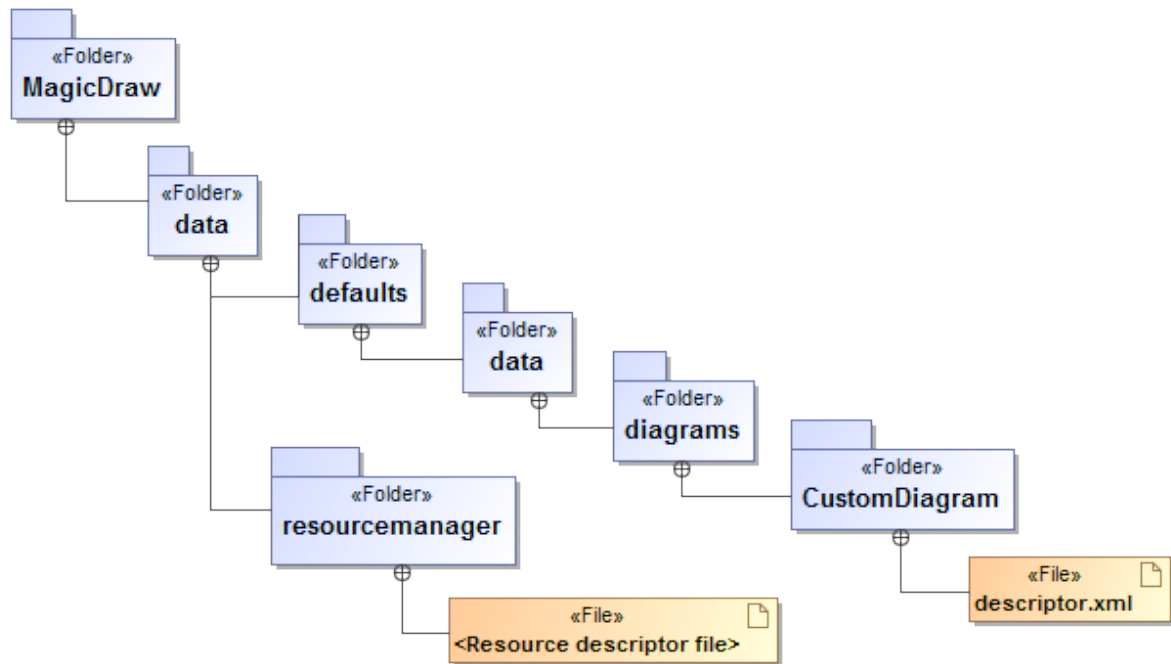 «Folder»
MagicDraw
«Folder»
data
«Folder»
defaults
«Folder»
data
«Folder»
diagrams
«Folder»
CustomDiagram
«Folder»
resourcemanager
«File»
descriptor.xml
«File»
<Resource descriptor file>